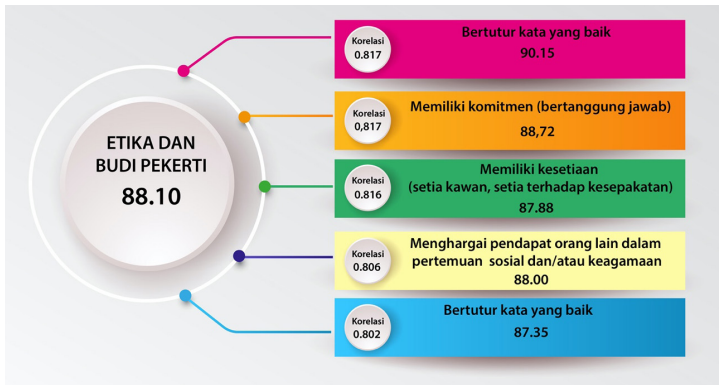 ETIKA DAN
BUDI PEKERTI
88.10
Korelasi
0.817
Bertutur kata yang baik
90.15
Korelasi
0,817
Memiliki komitmen (bertanggung jawab)
88,72
Korelasi
0.816
Memiliki kesetiaan
(setia kawan, setia terhadap kesepakatan)
87.88
Korelasi
0.806
Menghargai pendapat orang lain dalam
pertemuan sosial dan/atau keagamaan
88.00
Korelasi
0.802
Bertutur kata yang baik
87.35